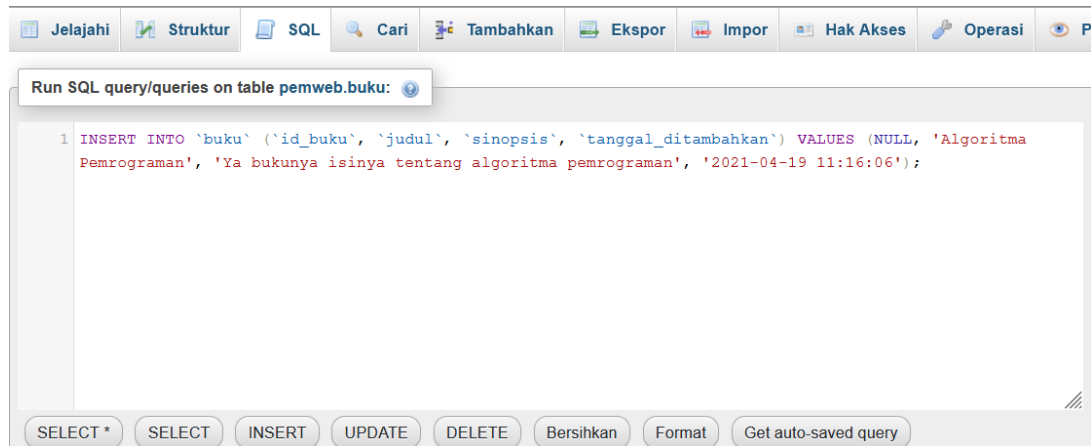 Jelajahi Struktur SQL Cari Tambahkan Ekspor Impor Hak Akses Operasi P
Run SQL query/queries on table pemweb.buku:
1 INSERT INTO `buku` (`id_buku`, `judul`, `sinopsis`, `tanggal_ditambahkan`) VALUES (NULL, 'Algoritma
Pemrograman', 'Ya bukunya isinya tentang algoritma pemrograman', '2021-04-19 11:16:06');
SELECT * SELECT INSERT UPDATE DELETE Bersihkan Format Get auto-saved query